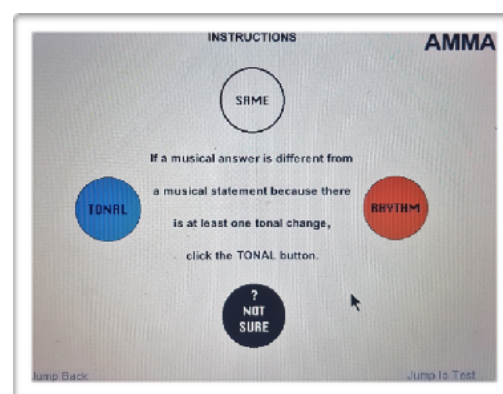 INSTRUCTIONS
AMMA
SAME
If a musical answer is different from
a musical statement because there
TONAL
RHYTHM
is at least one tonal change,
click the TONAL button.
?
NOT
SURE
Jump Back
Jump to Test